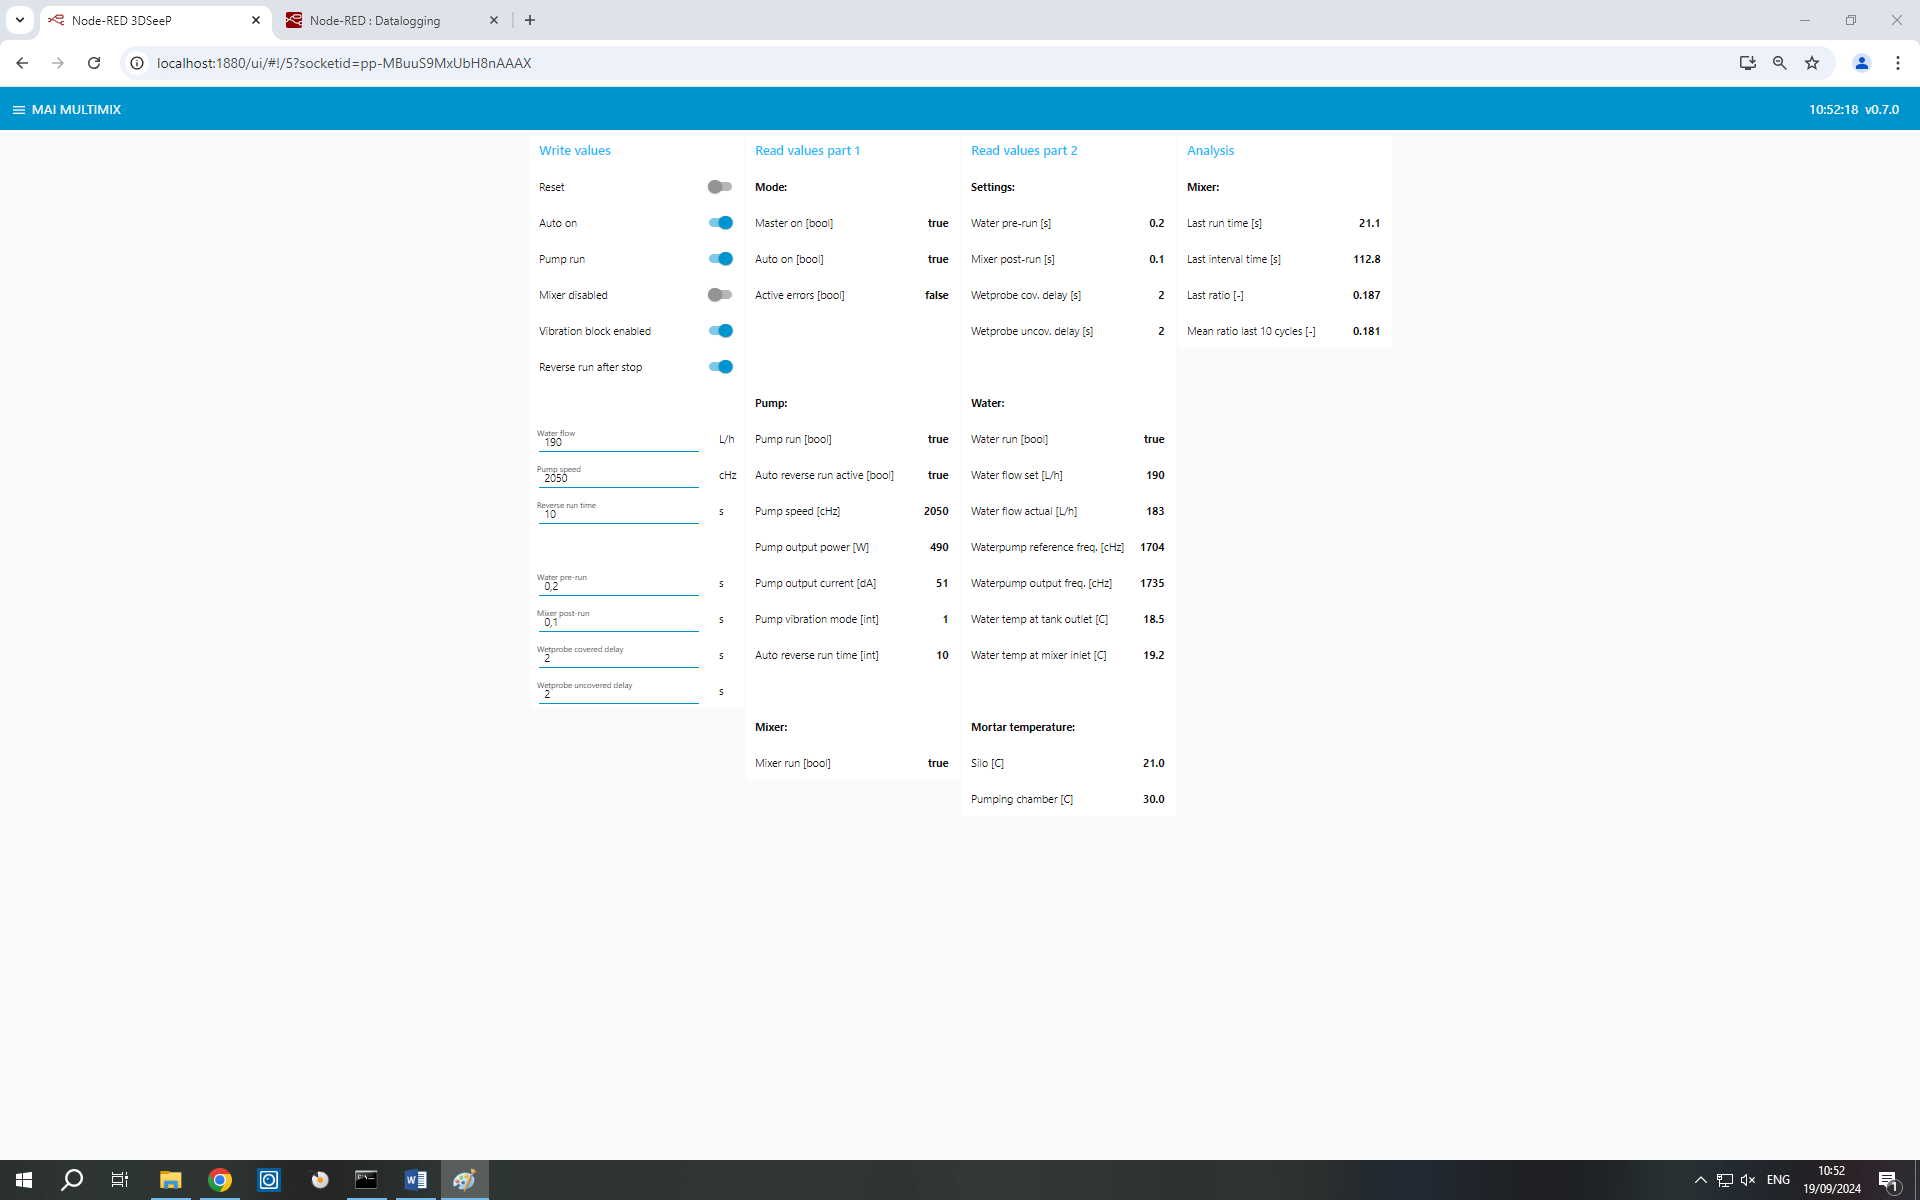 Node-RED 3DSeeP
Node-RED : Datalogging
localhost:1880/ui/#!/5?socketid=pp-MBuuS9MxUbH8nAAAX
MAI MULTIMIX
10:52:18 v0.7.0
Write values
Reset
Auto on
Pump run
Mixer disabled
Vibration block enabled
Reverse run after stop
Water flow
190 L/h
Pump speed
2050 cHz
Reverse run time
10 s
Water pre-run
0,2 s
Mixer post-run
0,1 s
Wetprobe covered delay
2 s
Wetprobe uncovered delay
2 s
Read values part 1
Mode:
Master on [bool] true
Auto on [bool] true
Active errors [bool] false
Pump:
Pump run [bool] true
Auto reverse run active [bool] true
Pump speed [cHz] 2050
Pump output power [W] 490
Pump output current [dA] 51
Pump vibration mode [int] 1
Auto reverse run time [int] 10
Mixer:
Mixer run [bool] true
Read values part 2
Settings:
Water pre-run [s] 0.2
Mixer post-run [s] 0.1
Wetprobe cov. delay [s] 2
Wetprobe uncov. delay [s] 2
Water:
Water run [bool] true
Water flow set [L/h] 190
Water flow actual [L/h] 183
Waterpump reference freq. [cHz] 1704
Waterpump output freq. [cHz] 1735
Water temp at tank outlet [C] 18.5
Water temp at mixer inlet [C] 19.2
Mortar temperature:
Silo [C] 21.0
Pumping chamber [C] 30.0
Analysis
Mixer:
Last run time [s] 21.1
Last interval time [s] 112.8
Last ratio [-] 0.187
Mean ratio last 10 cycles [-] 0.181
ENG
10:52
19/09/2024
1